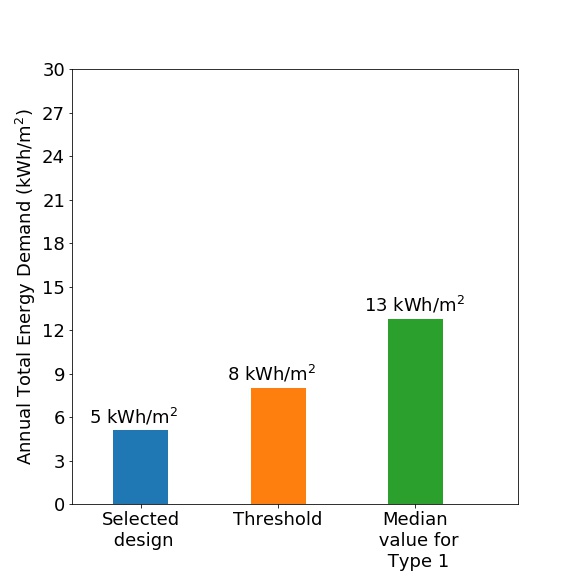 Annual Total Energy Demand (kWh/m²)
30
27
24
21
18
15
12
9
6
3
0
13 kWh/m²
8 kWh/m²
5 kWh/m²
Selected
design
Threshold
Median
value for
Type 1